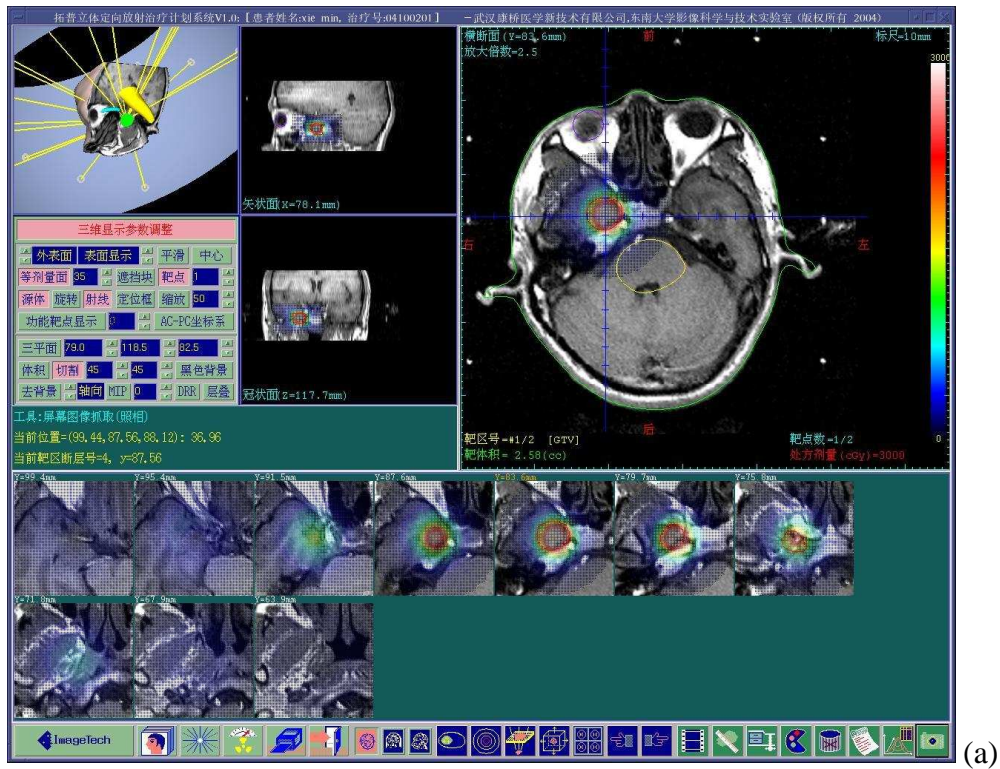 拓普立体定向放射治疗计划系统V1.0:[患者姓名:xie min, 治疗号:04100201] —武汉康桥医学新技术有限公司,东南大学影像科学与技术实验室 (版权所有 2004)
矢状面(X=78.1mm)
冠状面(Z=117.7mm)
横断面(Y=83.6mm)
放大倍数=2.5
前
标尺=10mm
3000
右
左
后
0
靶区号=#1/2 [GTV]
靶体积= 2.58(cc)
靶点数=1/2
处方剂量(cGy)=3000
三维显示参数调整
外表面 表面显示 平滑 中心
等剂量面 35 遮挡块 靶点 1
源体 旋转 射线 定位框 缩放 50
功能靶点显示 0 AC-PC坐标系
三平面 79.0 118.5 82.5
体积 切割 45 45 黑色背景
去背景 轴向 MIP 0 DRR 层叠
工具:屏幕图像抓取(照相)
当前位置=(99.44,87.56,88.12): 36.96
当前靶区断层号=4, y=87.56
Y=99.4mm Y=95.4mm Y=91.5mm Y=87.6mm Y=83.6mm Y=79.7mm Y=75.8mm
Y=71.8mm Y=67.9mm Y=63.9mm
ImageTech
(a)